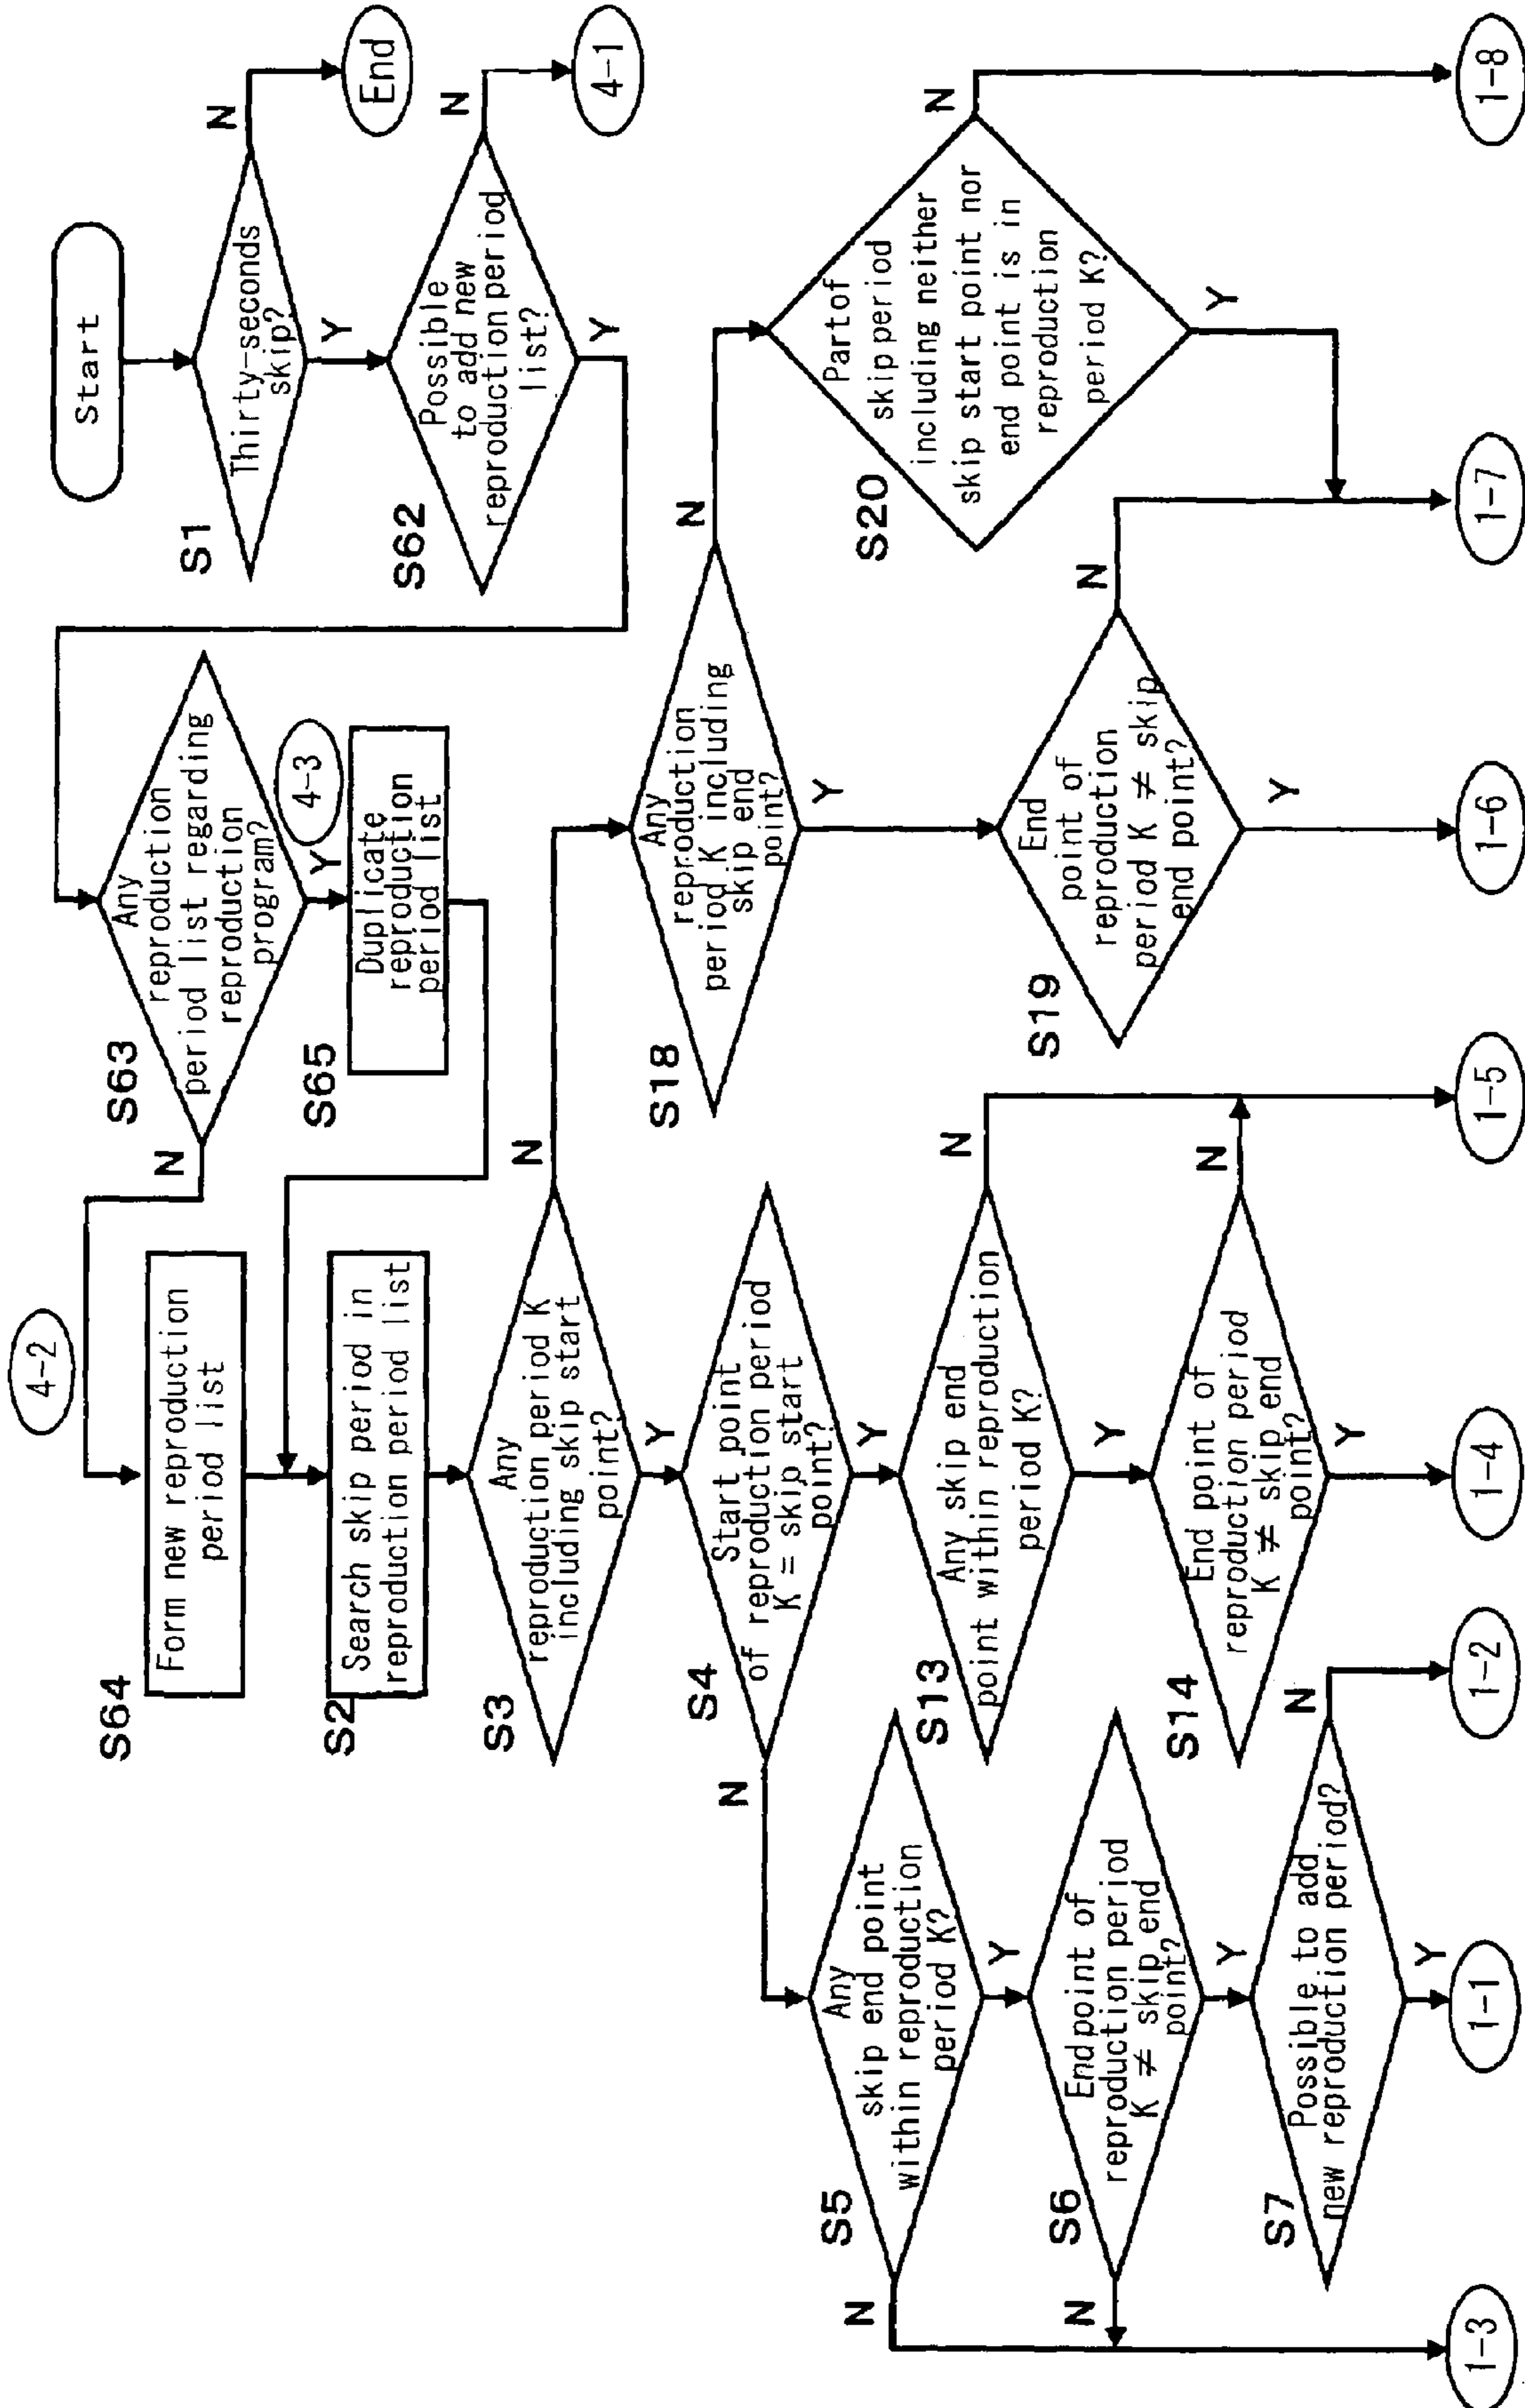 Start
S1
Thirty-seconds
skip?
N
End
Y
S62
Possible
to add new
reproduction period
list?
N
4-1
Y
S63
Any
reproduction
period list regarding
reproduction
program?
N
Y
4-3
S65
Duplicate
reproduction
period list
4-2
S64
Form new reproduction
period list
S2
Search skip period in
reproduction period list
S3
Any
reproduction period K
including skip start
point?
N
Y
S4
Start point
of reproduction period
K = skip start
point?
N
Y
S5
Any
skip end point
within reproduction
period K?
N
Y
S6
Endpoint of
reproduction period
K ≠ skip end
point?
N
Y
S7
Possible to add
new reproduction period?
N
Y
S13
Any skip end
point within reproduction
period K?
N
Y
S14
End point of
reproduction period
K ≠ skip end
point?
N
Y
S18
Any
reproduction
period K including
skip end
point?
N
Y
S19
End
point of
reproduction
period K ≠ skip
end point?
N
Y
S20
Part of
skip period
including neither
skip start point nor
end point is in
reproduction
period K?
N
Y
1-3
1-1
1-2
1-4
1-5
1-6
1-7
1-8